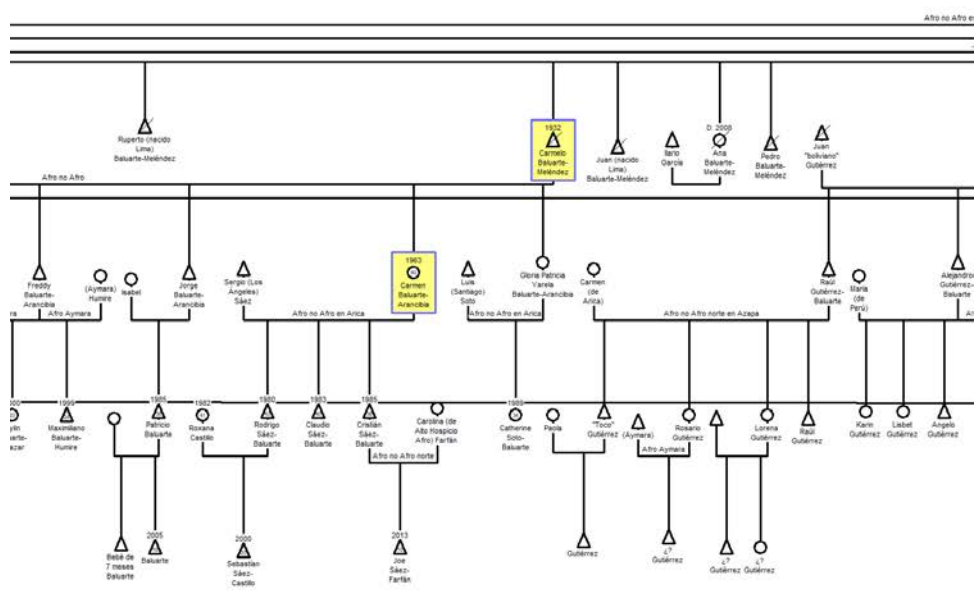 Afro no Afro en
Ruperto (nacido
Lima)
Baluarte-Meléndez
1932
Carmelo
Baluarte-
Meléndez
Juan (nacido
Lima)
Baluarte-Meléndez
Ilario
García
D. 2008
Ana
Baluarte-
Meléndez
Pedro
Baluarte-
Meléndez
Juan
"boliviano"
Gutiérrez
Afro no Afro
Freddy
Baluarte-
Arancibia
(Aymara)
Humire
Isabel
Jorge
Baluarte-
Arancibia
Sergio (Los
Ángeles)
Sáez
1963
Carmen
Baluarte-
Arancibia
Luis
(Santiago)
Soto
Gloria Patricia
Varela
Baluarte-Arancibia
Carmen
(de
Arica)
Raúl
Gutiérrez-
Baluarte
María
(de
Perú)
Alejandro
Gutiérrez-
Baluarte
Afro Aymara
Afro no Afro en Arica
Afro no Afro en Arica
Afro no Afro norte en Azapa
1999
Maximiliano
Baluarte-
Humire
1985
Patricio
Baluarte
1982
Roxana
Castillo
1980
Rodrigo
Sáez-
Baluarte
1983
Claudio
Sáez-
Baluarte
1985
Cristián
Sáez-
Baluarte
Carolina (de
Alto Hospicio
Afro) Farfán
1989
Catherine
Soto-
Baluarte
Paola
"Toco"
Gutiérrez
(Aymara)
Rosario
Gutiérrez
Lorena
Gutiérrez
Raúl
Gutiérrez
Karin
Gutiérrez
Lisbet
Gutiérrez
Angelo
Gutiérrez
Afro no Afro norte
Afro Aymara
Bebé de
7 meses
Baluarte
2005
Baluarte
2000
Sebastían
Sáez-
Castillo
2013
Joe
Sáez-
Farfán
Gutiérrez
¿?
Gutiérrez
¿?
Gutiérrez
¿?
Gutiérrez